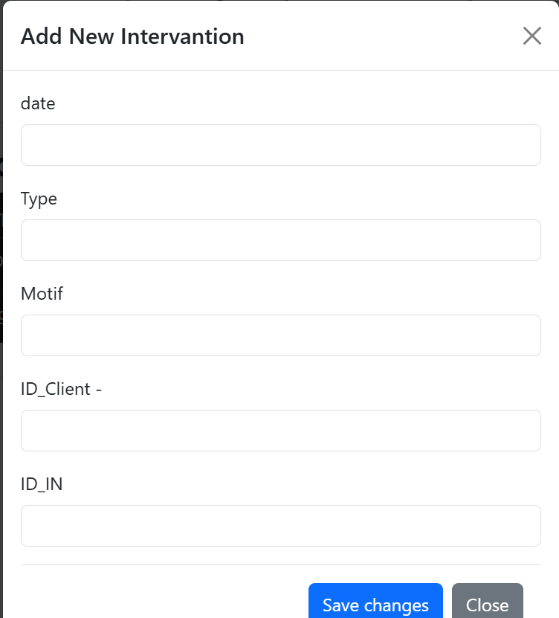 Add New Intervantion
date
Type
Motif
ID_Client -
ID_IN
Save changes Close